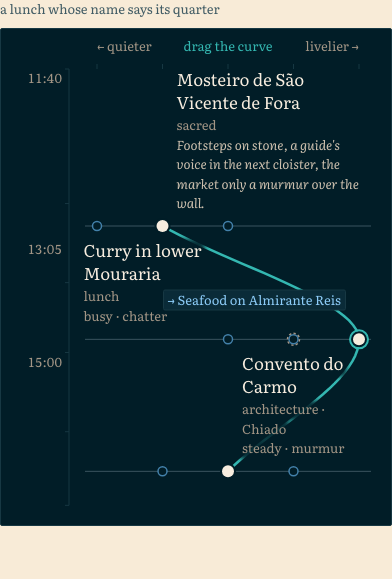 a lunch whose name says its quarter
← quieter
drag the curve
livelier →
11:40
Mosteiro de São
Vicente de Fora
sacred
Footsteps on stone, a guide's
voice in the next cloister, the
market only a murmur over the
wall.
13:05
Curry in lower
Mouraria
lunch
busy · chatter
→ Seafood on Almirante Reis
15:00
Convento do
Carmo
architecture ·
Chiado
steady · murmur